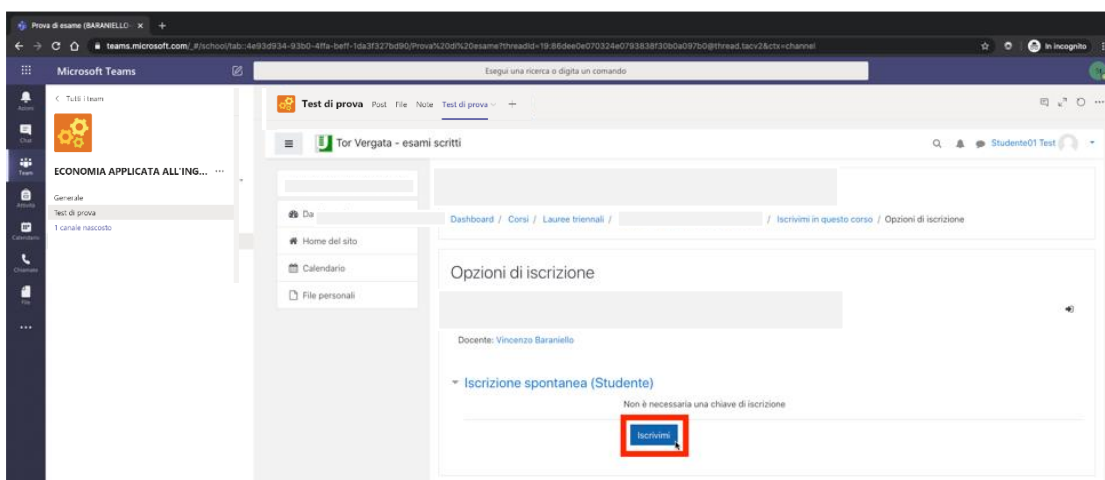 Prova di esame (BARANIELLO-
teams.microsoft.com/_#/school/tab::4e93d934-93b0-4ffa-beff-1da3f327bd90/Prova%20di%20esame?threadId=19:86dee0e070324e0793838f30b0a097b0@thread.tacv2&ctx=channel
In incognito
Microsoft Teams
Esegui una ricerca o digita un comando
Tutti i team
Test di prova Post File Note Test di prova
Chat
Tor Vergata - esami scritti
Studente01 Test
Team
ECONOMIA APPLICATA ALL'ING...
Attività
Generale
Test di prova
Da
Dashboard / Corsi / Lauree triennali / / Iscrivimi in questo corso / Opzioni di iscrizione
Calendario
1 canale nascosto
Home del sito
Chiamate
Calendario
Opzioni di iscrizione
File
File personali
Docente: Vincenzo Baraniello
Iscrizione spontanea (Studente)
Non è necessaria una chiave di iscrizione
Iscrivimi